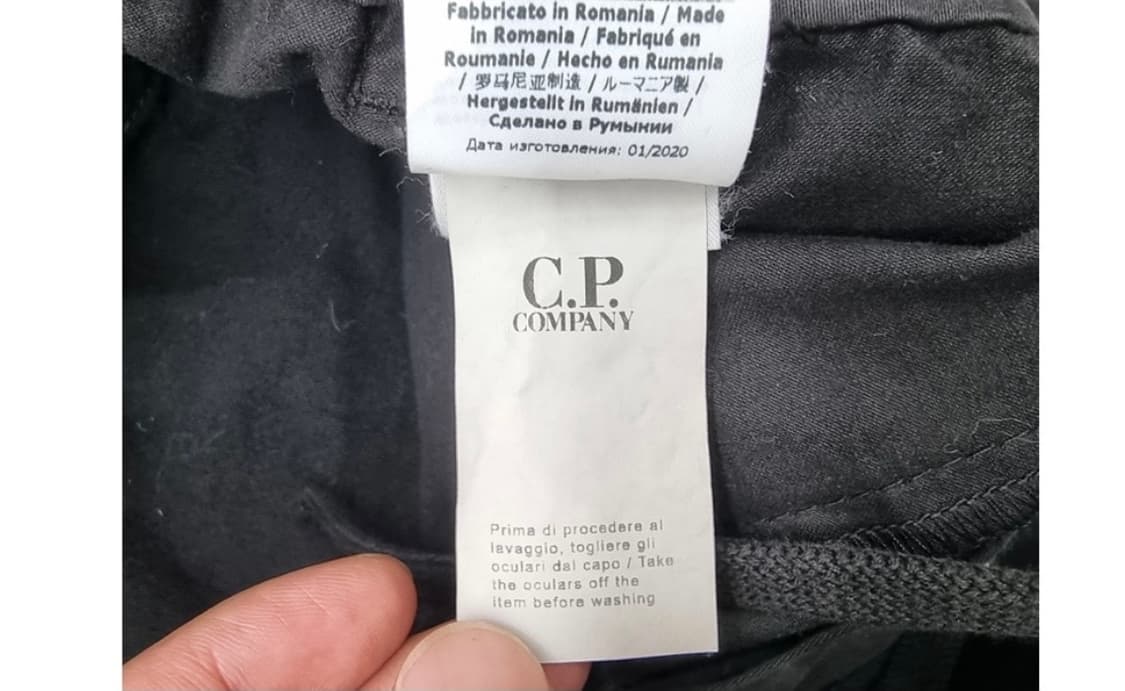 Fabbricato in Romania / Made
in Romania / Fabriqué en
Roumanie / Hecho en Rumania
/ 罗马尼亚制造 / ルーマニア製 /
Hergestellt in Rumänien /
Сделано в Румынии
Дата изготовления: 01/2020
C.P.
COMPANY
Prima di procedere al
lavaggio, togliere gli
oculari dal capo / Take
the oculars off the
item before washing